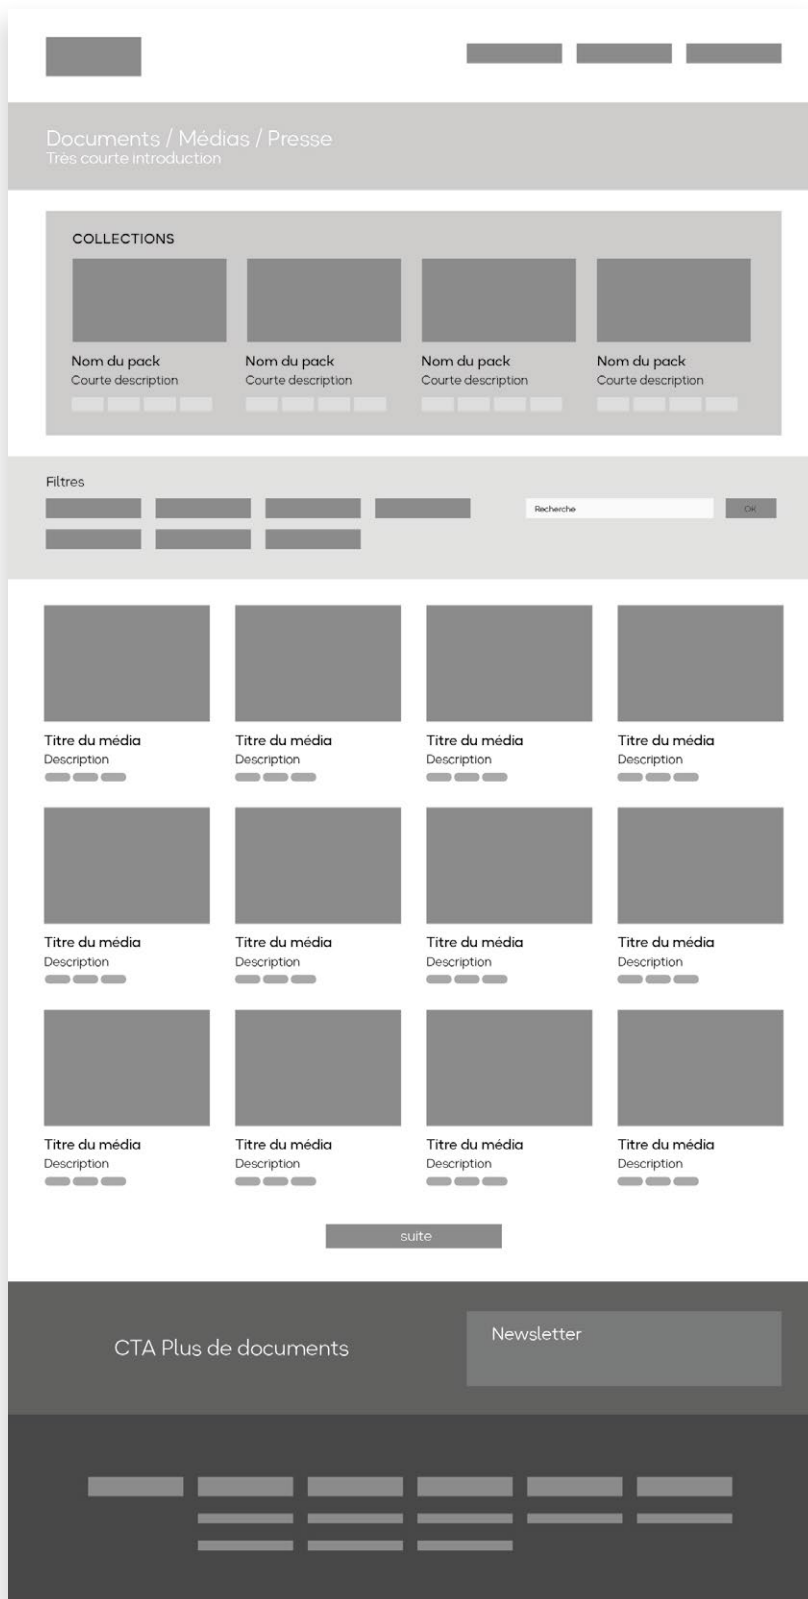 Documents / Médias / Presse
Très courte introduction
COLLECTIONS
Nom du pack
Courte description
Nom du pack
Courte description
Nom du pack
Courte description
Nom du pack
Courte description
Filtres
Recherche
OK
Titre du média
Description
Titre du média
Description
Titre du média
Description
Titre du média
Description
Titre du média
Description
Titre du média
Description
Titre du média
Description
Titre du média
Description
Titre du média
Description
Titre du média
Description
Titre du média
Description
Titre du média
Description
suite
CTA Plus de documents
Newsletter